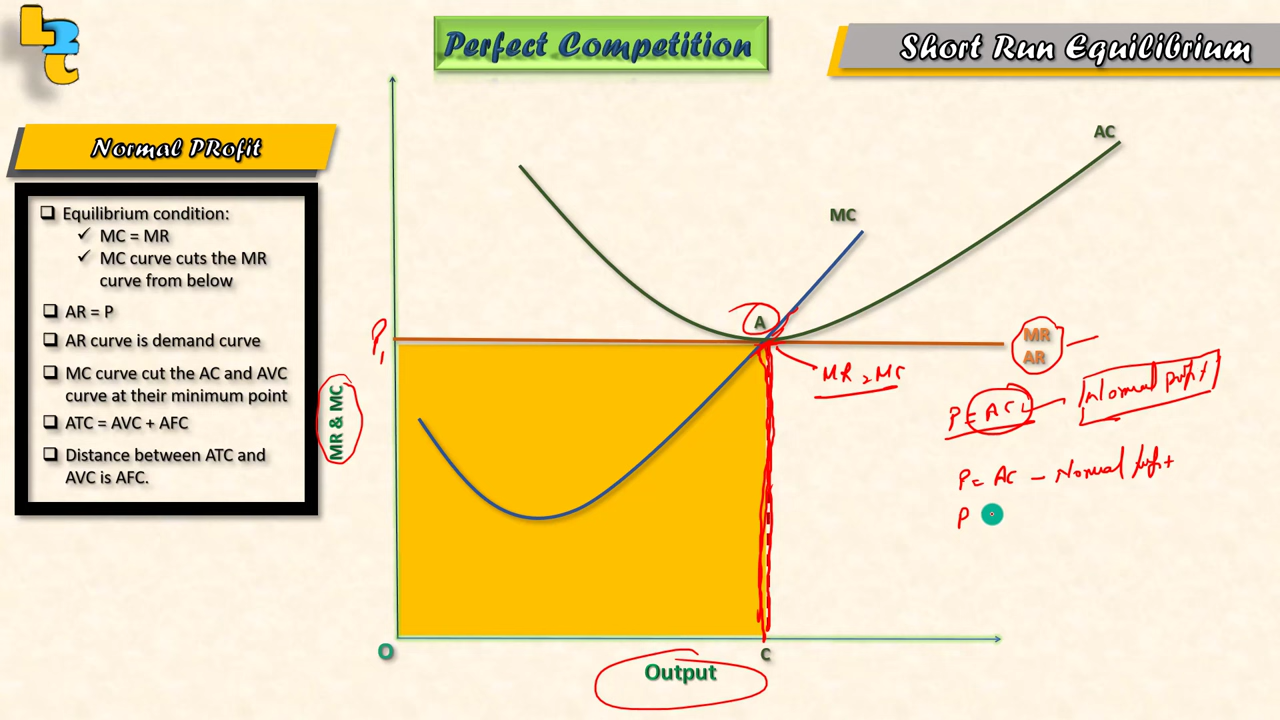 LBC
Perfect Competition
Short Run Equilibrium
Normal PRofit
Equilibrium condition:
MC = MR
MC curve cuts the MR
curve from below
AR = P
AR curve is demand curve
MC curve cut the AC and AVC
curve at their minimum point
ATC = AVC + AFC
Distance between ATC and
AVC is AFC.
AC
MC
A
P1
MR
AR
MR = MC
P = AC
Normal profit
P = AC – Normal profit
P
MR & MC
O
C
Output